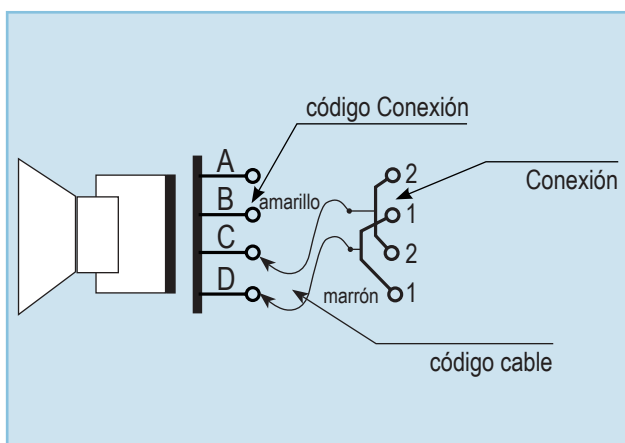 código Conexión
A
2
Conexión
amarillo
B
1
C
2
D
marrón
1
código cable